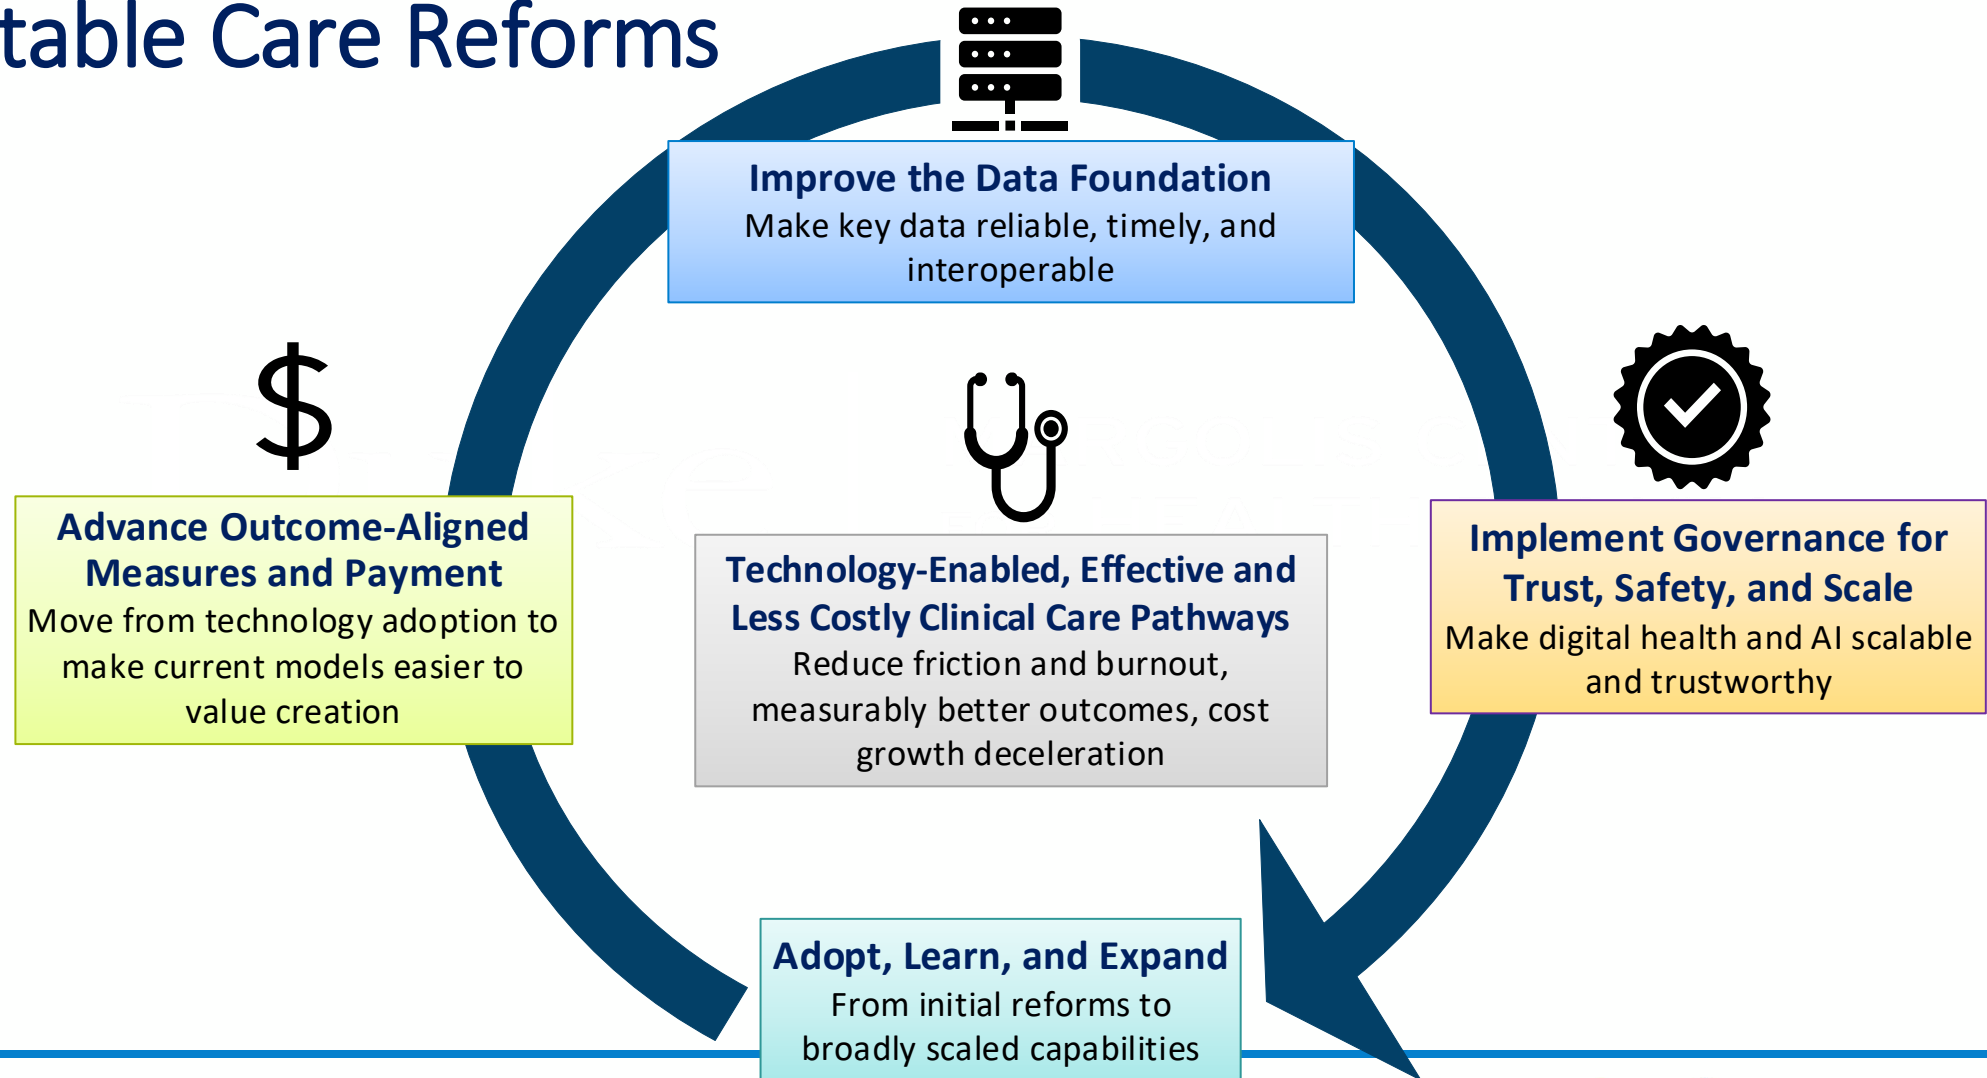 table Care Reforms
Improve the Data Foundation
Make key data reliable, timely, and
interoperable
$
Advance Outcome-Aligned
Measures and Payment
Move from technology adoption to
make current models easier to
value creation
Technology-Enabled, Effective and
Less Costly Clinical Care Pathways
Reduce friction and burnout,
measurably better outcomes, cost
growth deceleration
Implement Governance for
Trust, Safety, and Scale
Make digital health and AI scalable
and trustworthy
Adopt, Learn, and Expand
From initial reforms to
broadly scaled capabilities